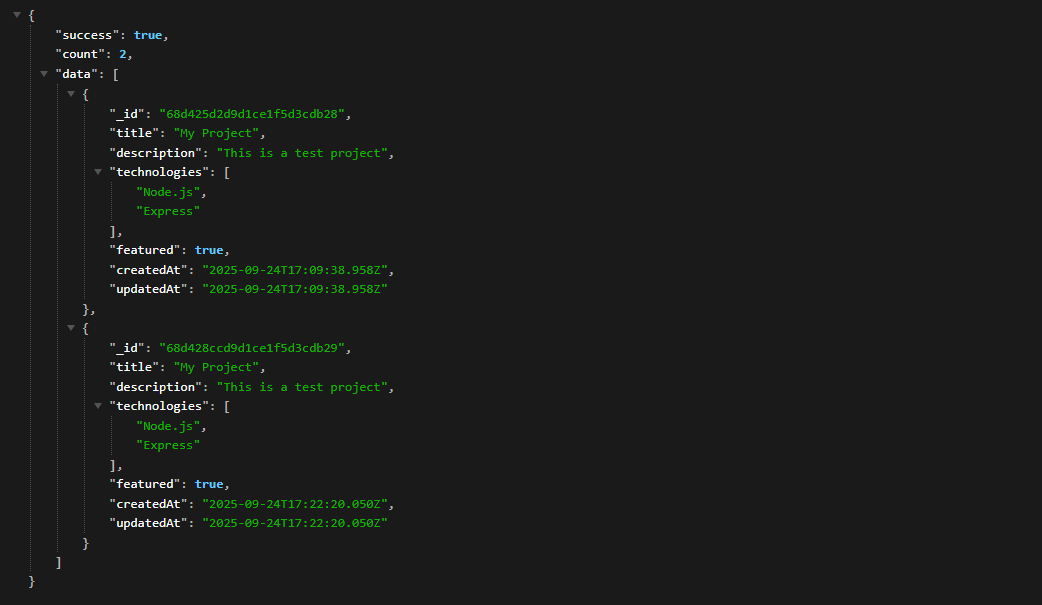 {
"success": true,
"count": 2,
"data": [
{
"_id": "68d425d2d9d1ce1f5d3cdb28",
"title": "My Project",
"description": "This is a test project",
"technologies": [
"Node.js",
"Express"
],
"featured": true,
"createdAt": "2025-09-24T17:09:38.958Z",
"updatedAt": "2025-09-24T17:09:38.958Z"
},
{
"_id": "68d428ccd9d1ce1f5d3cdb29",
"title": "My Project",
"description": "This is a test project",
"technologies": [
"Node.js",
"Express"
],
"featured": true,
"createdAt": "2025-09-24T17:22:20.050Z",
"updatedAt": "2025-09-24T17:22:20.050Z"
}
]
}